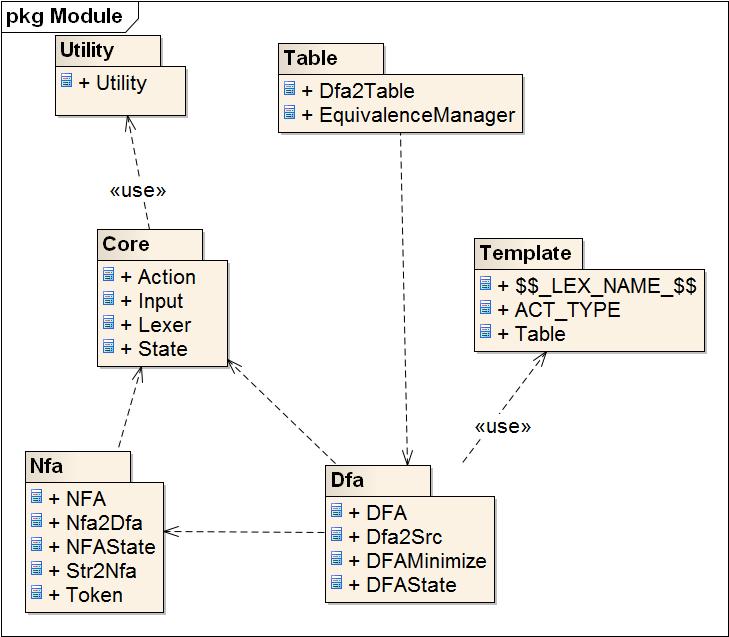 pkg Module
Utility
+ Utility
Table
+ Dfa2Table
+ EquivalenceManager
«use»
Core
+ Action
+ Input
+ Lexer
+ State
Template
+ $$_LEX_NAME_$$
+ ACT_TYPE
+ Table
«use»
Nfa
+ NFA
+ Nfa2Dfa
+ NFAState
+ Str2Nfa
+ Token
Dfa
+ DFA
+ Dfa2Src
+ DFAMinimize
+ DFAState